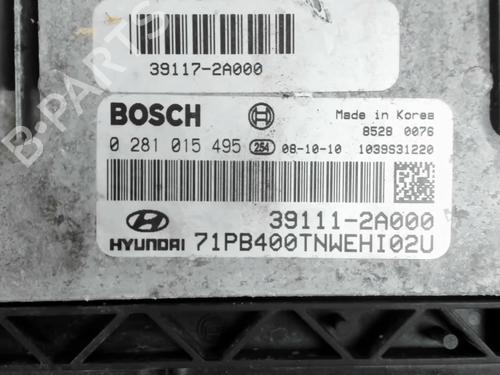 39117-2A000
BOSCH
Made in Korea
8528 0076
0 281 015 495 254 08-10-10 1039S31220
39111-2A000
HYUNDAI 71PB400TNWEHI02U
B-PARTS